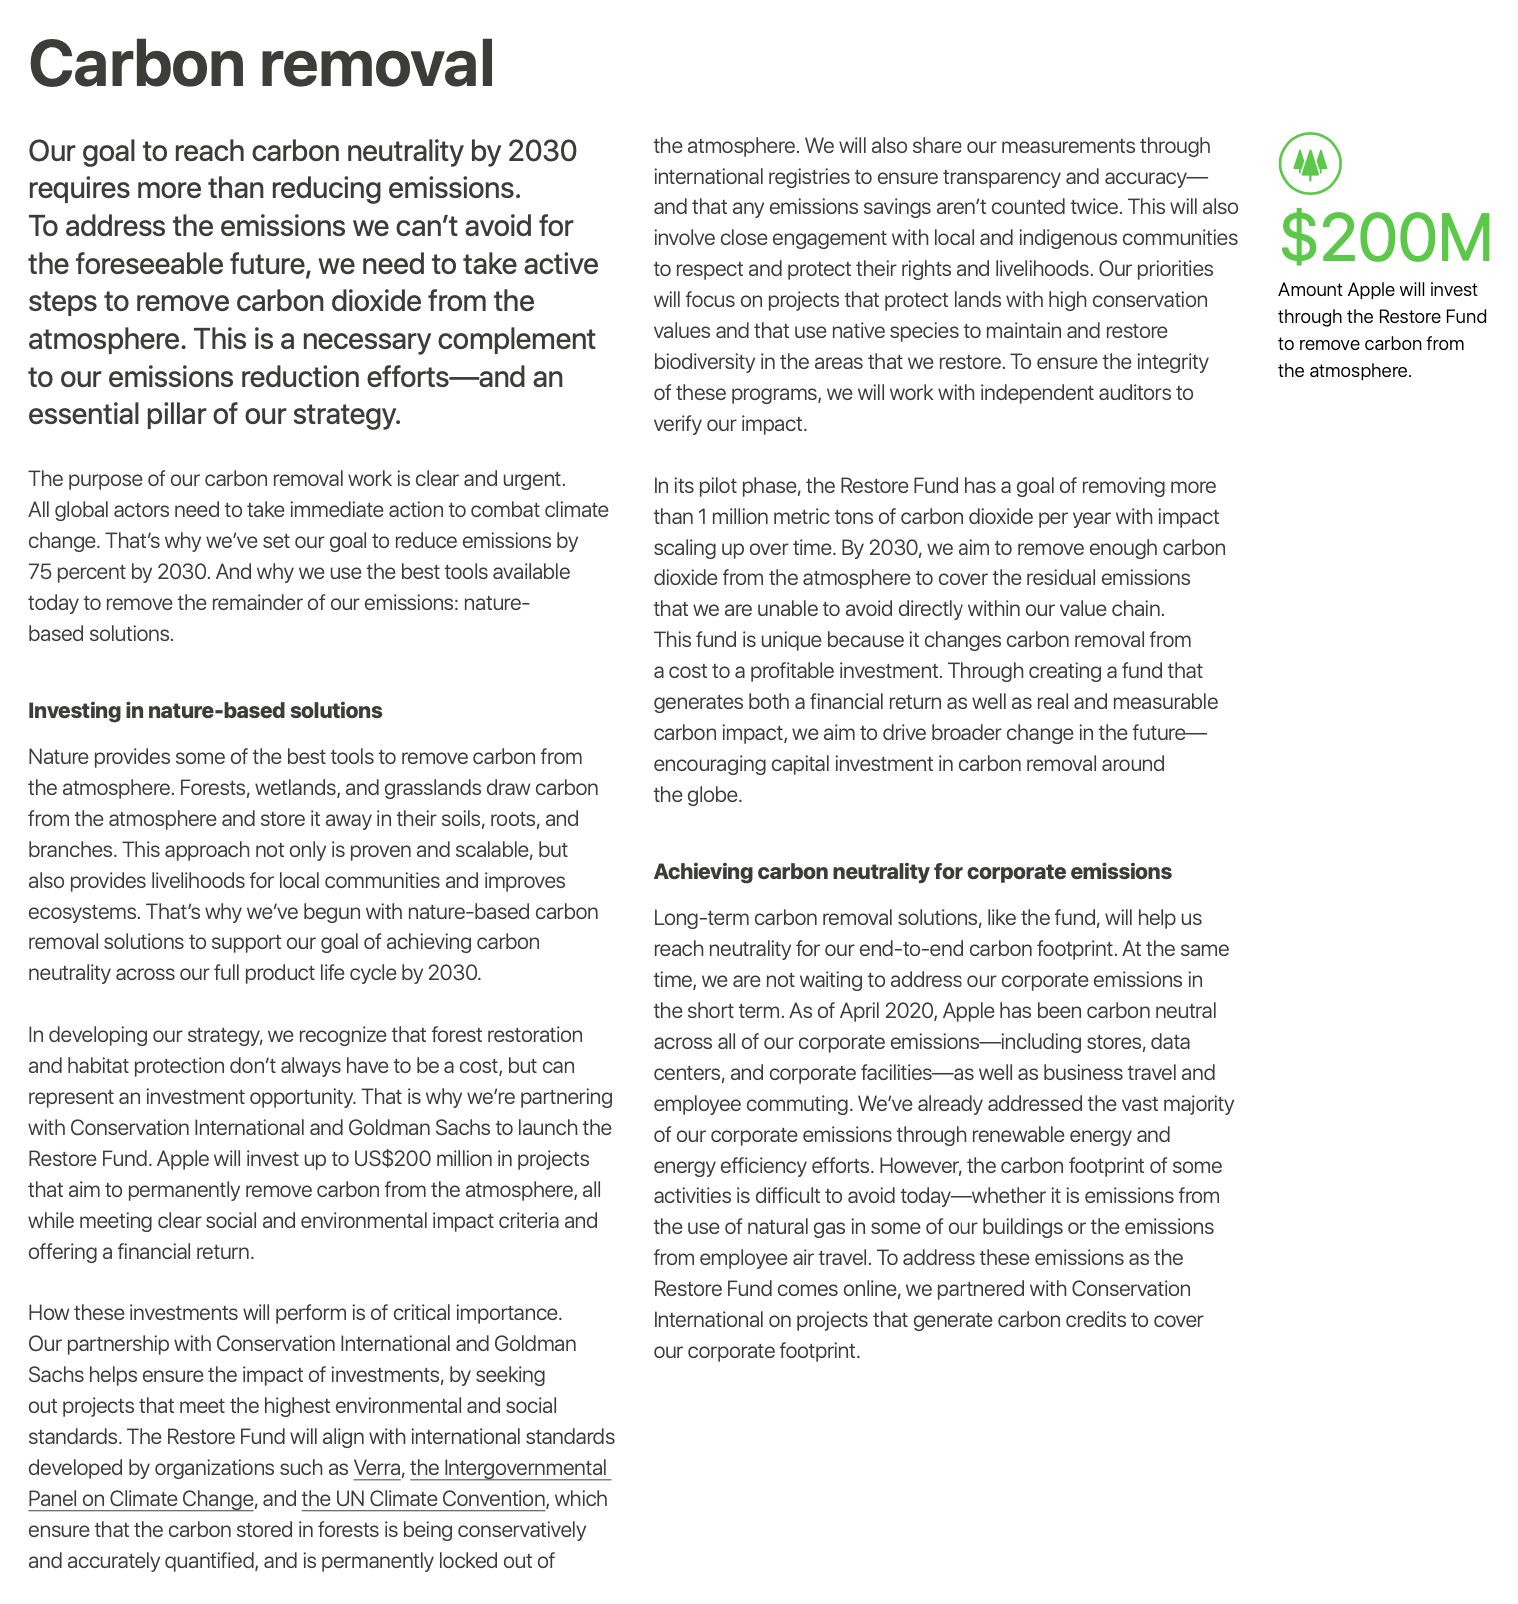 Carbon removal
Our goal to reach carbon neutrality by 2030
requires more than reducing emissions.
To address the emissions we can’t avoid for
the foreseeable future, we need to take active
steps to remove carbon dioxide from the
atmosphere. This is a necessary complement
to our emissions reduction efforts—and an
essential pillar of our strategy.
The purpose of our carbon removal work is clear and urgent.
All global actors need to take immediate action to combat climate
change. That’s why we’ve set our goal to reduce emissions by
75 percent by 2030. And why we use the best tools available
today to remove the remainder of our emissions: nature-
based solutions.
Investing in nature-based solutions
Nature provides some of the best tools to remove carbon from
the atmosphere. Forests, wetlands, and grasslands draw carbon
from the atmosphere and store it away in their soils, roots, and
branches. This approach not only is proven and scalable, but
also provides livelihoods for local communities and improves
ecosystems. That’s why we’ve begun with nature-based carbon
removal solutions to support our goal of achieving carbon
neutrality across our full product life cycle by 2030.
In developing our strategy, we recognize that forest restoration
and habitat protection don’t always have to be a cost, but can
represent an investment opportunity. That is why we’re partnering
with Conservation International and Goldman Sachs to launch the
Restore Fund. Apple will invest up to US$200 million in projects
that aim to permanently remove carbon from the atmosphere, all
while meeting clear social and environmental impact criteria and
offering a financial return.
How these investments will perform is of critical importance.
Our partnership with Conservation International and Goldman
Sachs helps ensure the impact of investments, by seeking
out projects that meet the highest environmental and social
standards. The Restore Fund will align with international standards
developed by organizations such as Verra, the Intergovernmental
Panel on Climate Change, and the UN Climate Convention, which
ensure that the carbon stored in forests is being conservatively
and accurately quantified, and is permanently locked out of
the atmosphere. We will also share our measurements through
international registries to ensure transparency and accuracy—
and that any emissions savings aren’t counted twice. This will also
involve close engagement with local and indigenous communities
to respect and protect their rights and livelihoods. Our priorities
will focus on projects that protect lands with high conservation
values and that use native species to maintain and restore
biodiversity in the areas that we restore. To ensure the integrity
of these programs, we will work with independent auditors to
verify our impact.
In its pilot phase, the Restore Fund has a goal of removing more
than 1 million metric tons of carbon dioxide per year with impact
scaling up over time. By 2030, we aim to remove enough carbon
dioxide from the atmosphere to cover the residual emissions
that we are unable to avoid directly within our value chain.
This fund is unique because it changes carbon removal from
a cost to a profitable investment. Through creating a fund that
generates both a financial return as well as real and measurable
carbon impact, we aim to drive broader change in the future—
encouraging capital investment in carbon removal around
the globe.
Achieving carbon neutrality for corporate emissions
Long-term carbon removal solutions, like the fund, will help us
reach neutrality for our end-to-end carbon footprint. At the same
time, we are not waiting to address our corporate emissions in
the short term. As of April 2020, Apple has been carbon neutral
across all of our corporate emissions—including stores, data
centers, and corporate facilities—as well as business travel and
employee commuting. We’ve already addressed the vast majority
of our corporate emissions through renewable energy and
energy efficiency efforts. However, the carbon footprint of some
activities is difficult to avoid today—whether it is emissions from
the use of natural gas in some of our buildings or the emissions
from employee air travel. To address these emissions as the
Restore Fund comes online, we partnered with Conservation
International on projects that generate carbon credits to cover
our corporate footprint.
$200M
Amount Apple will invest
through the Restore Fund
to remove carbon from
the atmosphere.